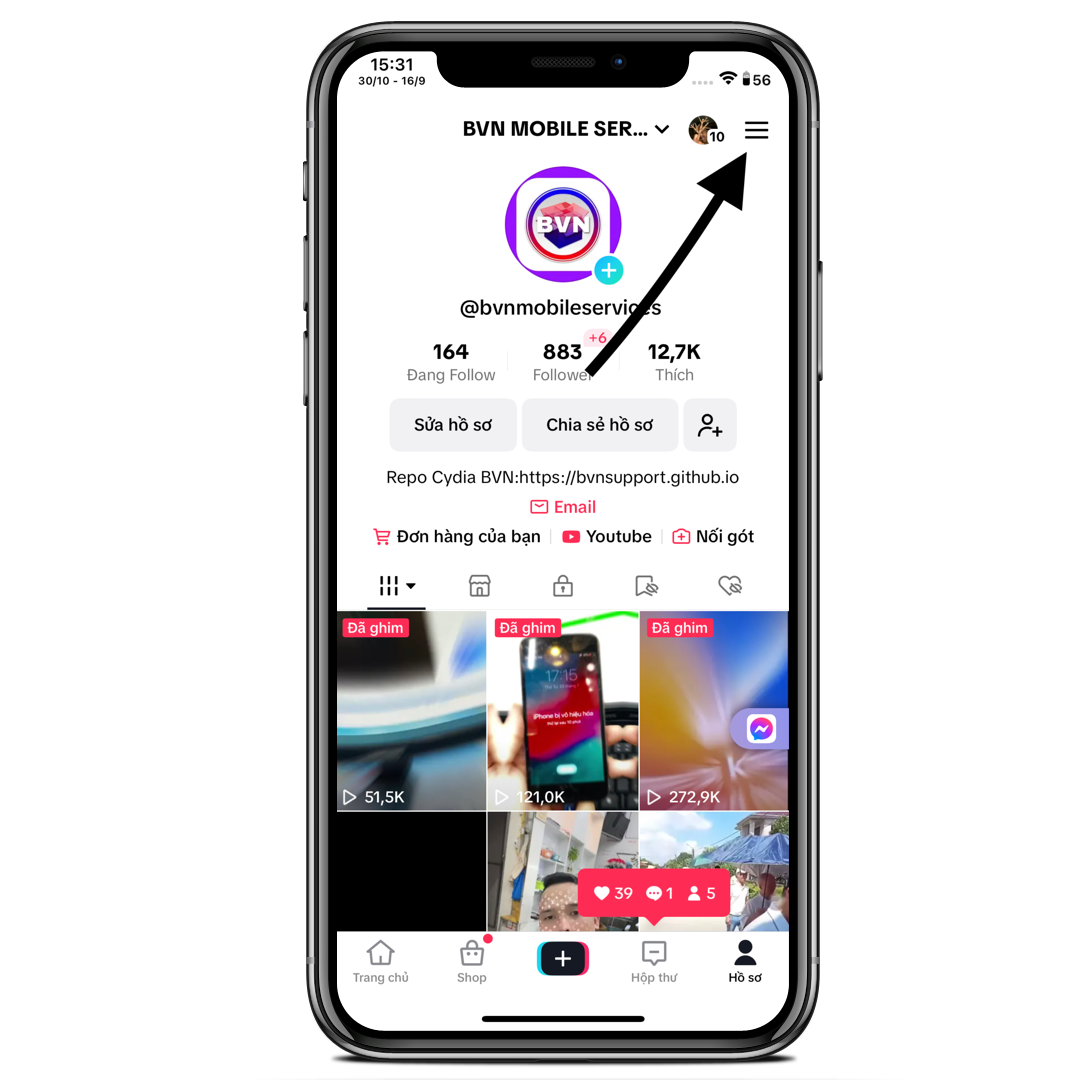 15:31
30/10 - 16/9
56
BVN MOBILE SER...
10
BVN
@bvnmobileservices
164
883
+6
12,7K
Đang Follow
Follower
Thích
Sửa hồ sơ
Chia sẻ hồ sơ
Repo Cydia BVN:https://bvnsupport.github.io
Email
Đơn hàng của bạn
Youtube
Nối gót
Đã ghim
Đã ghim
Đã ghim
17:15
iPhone bị vô hiệu hóa
51,5K
121,0K
272,9K
39
1
5
Trang chủ
Shop
Hộp thư
Hồ sơ